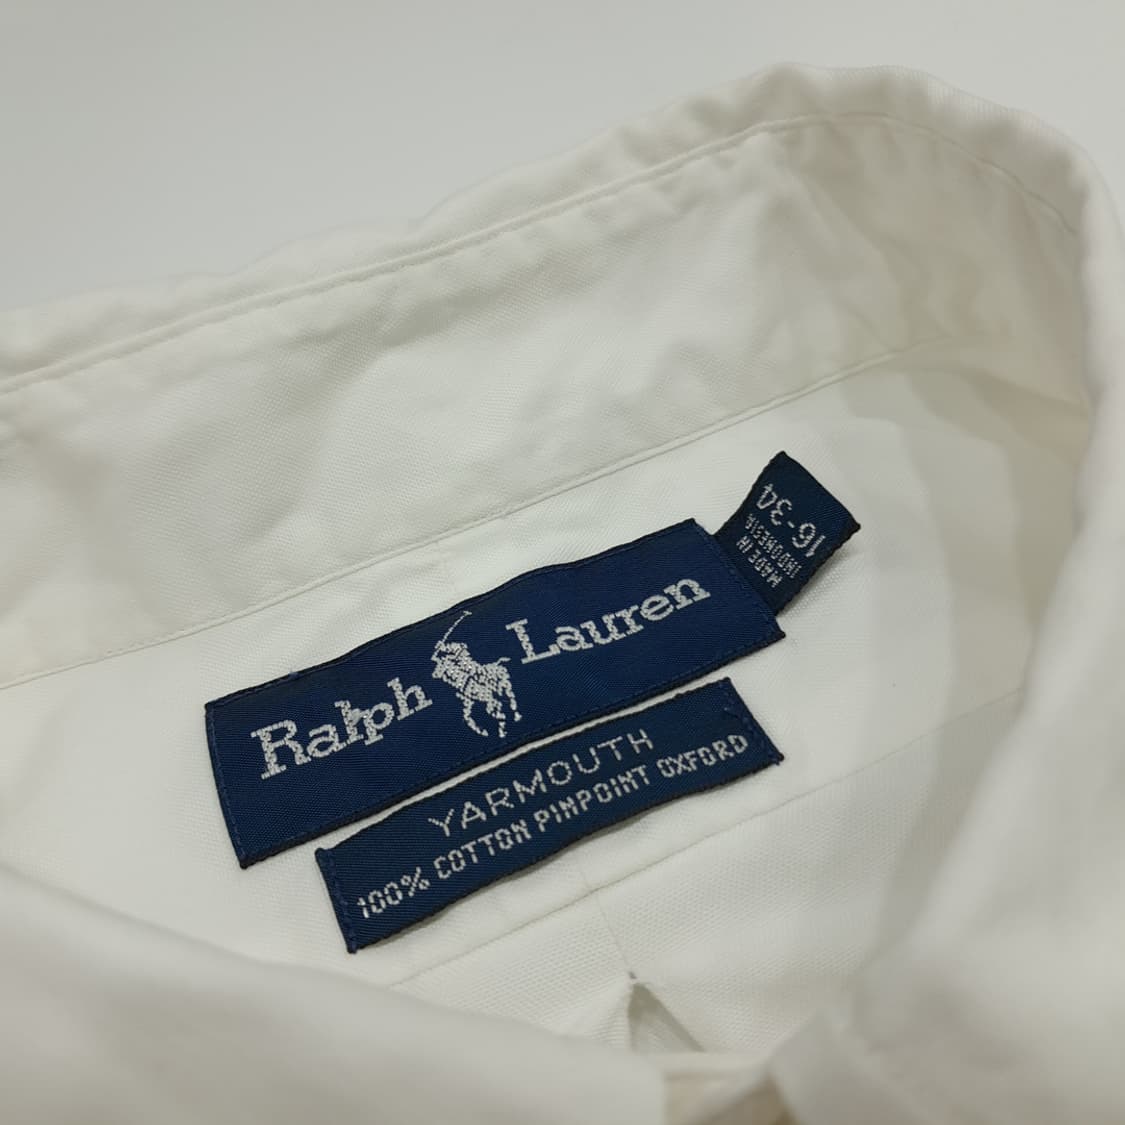 Ralph Lauren
16-34
MADE IN
INDONESIA
YARMOUTH
100% COTTON PINPOINT OXFORD